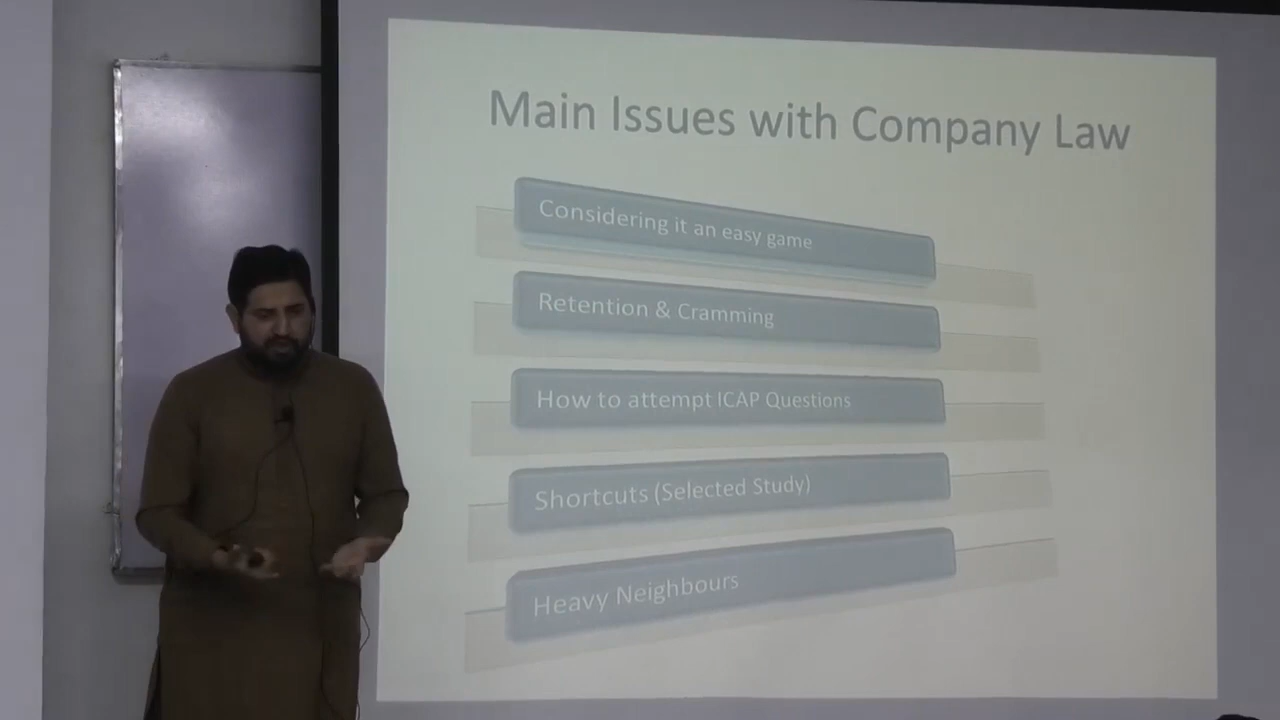 Main Issues with Company Law
Considering it an easy game
Retention & Cramming
How to attempt ICAP Questions
Shortcuts (Selected Study)
Heavy Neighbours